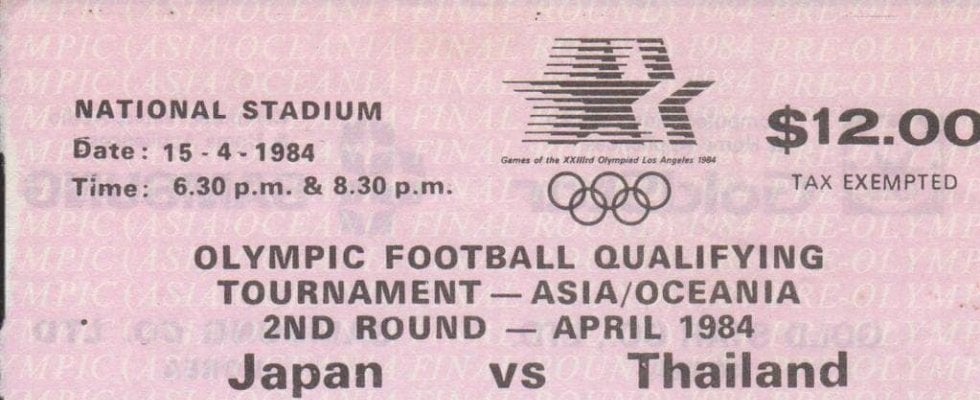 NATIONAL STADIUM
Date: 15-4-1984
Time: 6.30 p.m. & 8.30 p.m.
Games of the XXIIIrd Olympiad Los Angeles 1984
$12.00
TAX EXEMPTED
OLYMPIC FOOTBALL QUALIFYING
TOURNAMENT — ASIA/OCEANIA
2ND ROUND — APRIL 1984
Japan vs Thailand